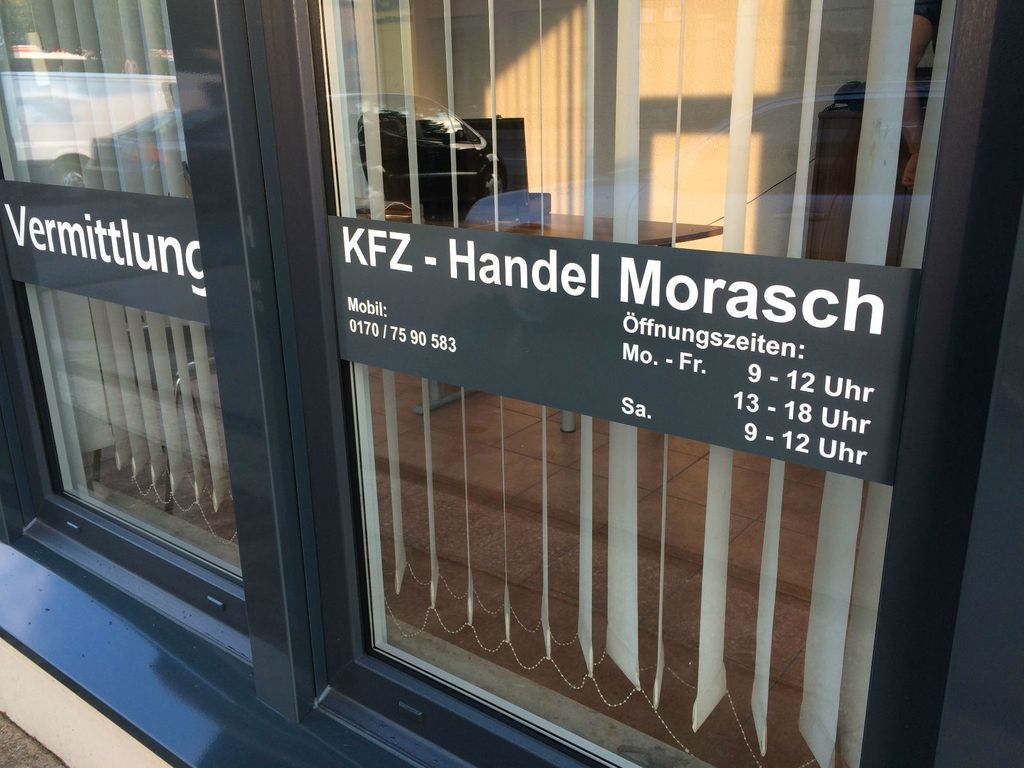 Vermittlung
KFZ - Handel Morasch
Mobil:
0170 / 75 90 583
Öffnungszeiten:
Mo. - Fr. 9 - 12 Uhr
13 - 18 Uhr
Sa. 9 - 12 Uhr